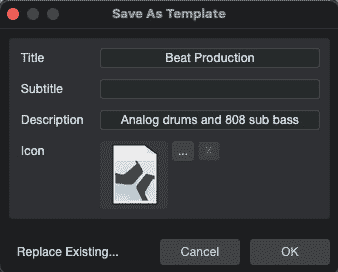 Save As Template
Title
Beat Production
Subtitle
Description
Analog drums and 808 sub bass
Icon
...
Replace Existing...
Cancel
OK